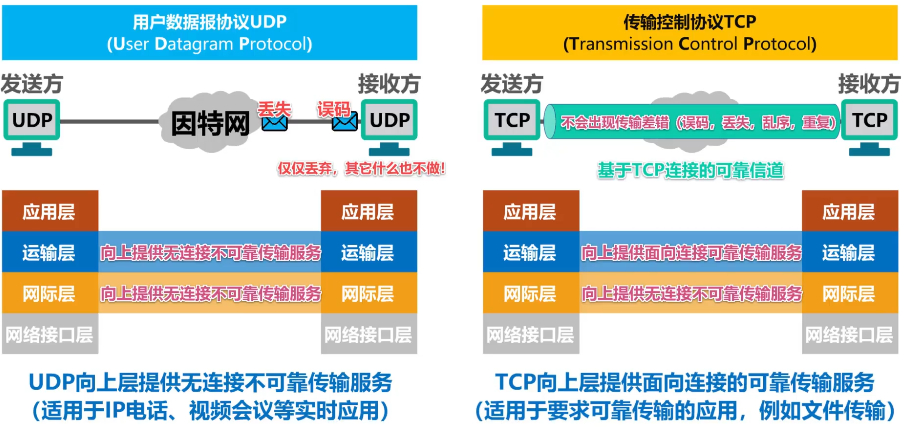 用户数据报协议UDP
(User Datagram Protocol)
发送方
接收方
UDP
因特网
丢失
误码
UDP
仅仅丢弃，其它什么也不做!
应用层
应用层
运输层
向上提供无连接不可靠传输服务
运输层
网际层
向上提供无连接不可靠传输服务
网际层
网络接口层
网络接口层
UDP向上层提供无连接不可靠传输服务
（适用于IP电话、视频会议等实时应用）
传输控制协议TCP
(Transmission Control Protocol)
发送方
接收方
TCP
不会出现传输差错（误码，丢失，乱序，重复）
TCP
基于TCP连接的可靠信道
应用层
应用层
运输层
向上提供面向连接可靠传输服务
运输层
网际层
向上提供无连接不可靠传输服务
网际层
网络接口层
网络接口层
TCP向上层提供面向连接的可靠传输服务
（适用于要求可靠传输的应用，例如文件传输）